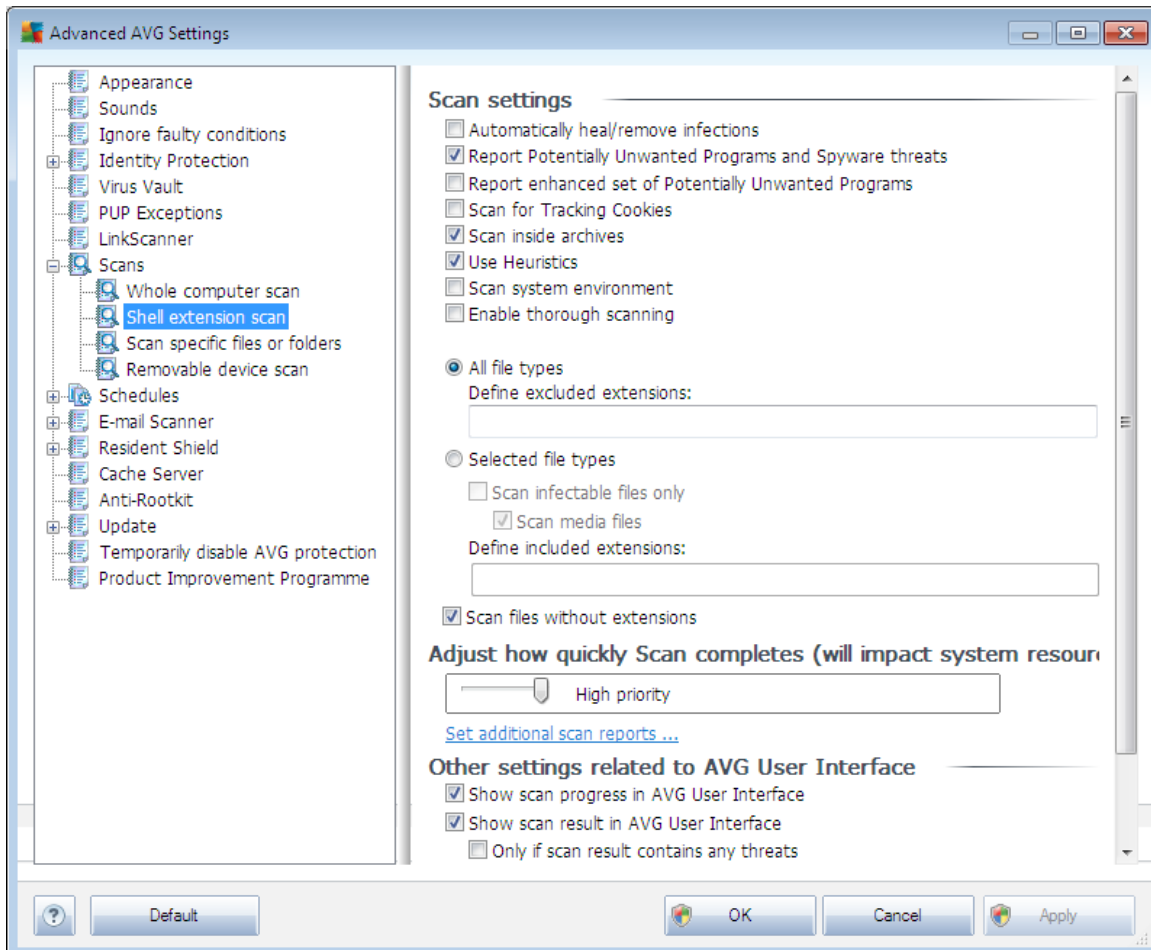 Advanced AVG Settings
Appearance
Sounds
Ignore faulty conditions
Identity Protection
Virus Vault
PUP Exceptions
LinkScanner
Scans
Whole computer scan
Shell extension scan
Scan specific files or folders
Removable device scan
Schedules
E-mail Scanner
Resident Shield
Cache Server
Anti-Rootkit
Update
Temporarily disable AVG protection
Product Improvement Programme
Scan settings
Automatically heal/remove infections
Report Potentially Unwanted Programs and Spyware threats
Report enhanced set of Potentially Unwanted Programs
Scan for Tracking Cookies
Scan inside archives
Use Heuristics
Scan system environment
Enable thorough scanning
All file types
Define excluded extensions:
Selected file types
Scan infectable files only
Scan media files
Define included extensions:
Scan files without extensions
Adjust how quickly Scan completes (will impact system resour
High priority
Set additional scan reports ...
Other settings related to AVG User Interface
Show scan progress in AVG User Interface
Show scan result in AVG User Interface
Only if scan result contains any threats
? Default OK Cancel Apply